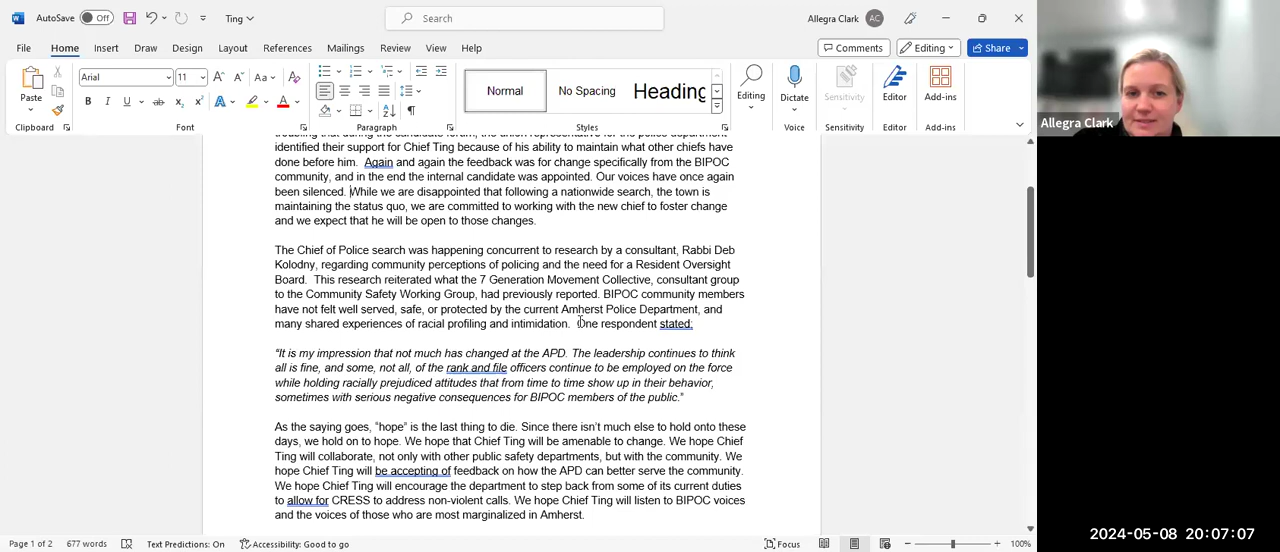 AutoSave Off Ting Search Allegra Clark AC
File Home Insert Draw Design Layout References Mailings Review View Help Comments Editing Share
Arial 11 Aa
Paste B I U ab x₂ x² A A
Normal No Spacing Heading
Editing Dictate Sensitivity Editor Add-ins
Clipboard Font Paragraph Styles Voice Sensitivity Editor Add-ins
identified their support for Chief Ting because of his ability to maintain what other chiefs have
done before him. Again and again the feedback was for change specifically from the BIPOC
community, and in the end the internal candidate was appointed. Our voices have once again
been silenced. While we are disappointed that following a nationwide search, the town is
maintaining the status quo, we are committed to working with the new chief to foster change
and we expect that he will be open to those changes.
The Chief of Police search was happening concurrent to research by a consultant, Rabbi Deb
Kolodny, regarding community perceptions of policing and the need for a Resident Oversight
Board. This research reiterated what the 7 Generation Movement Collective, consultant group
to the Community Safety Working Group, had previously reported. BIPOC community members
have not felt well served, safe, or protected by the current Amherst Police Department, and
many shared experiences of racial profiling and intimidation. One respondent stated;
“It is my impression that not much has changed at the APD. The leadership continues to think
all is fine, and some, not all, of the rank and file officers continue to be employed on the force
while holding racially prejudiced attitudes that from time to time show up in their behavior,
sometimes with serious negative consequences for BIPOC members of the public.”
As the saying goes, “hope” is the last thing to die. Since there isn’t much else to hold onto these
days, we hold on to hope. We hope that Chief Ting will be amenable to change. We hope Chief
Ting will collaborate, not only with other public safety departments, but with the community. We
hope Chief Ting will be accepting of feedback on how the APD can better serve the community.
We hope Chief Ting will encourage the department to step back from some of its current duties
to allow for CRESS to address non-violent calls. We hope Chief Ting will listen to BIPOC voices
and the voices of those who are most marginalized in Amherst.
Page 1 of 2 677 words Text Predictions: On Accessibility: Good to go Focus 100%
Allegra Clark
2024-05-08 20:07:07